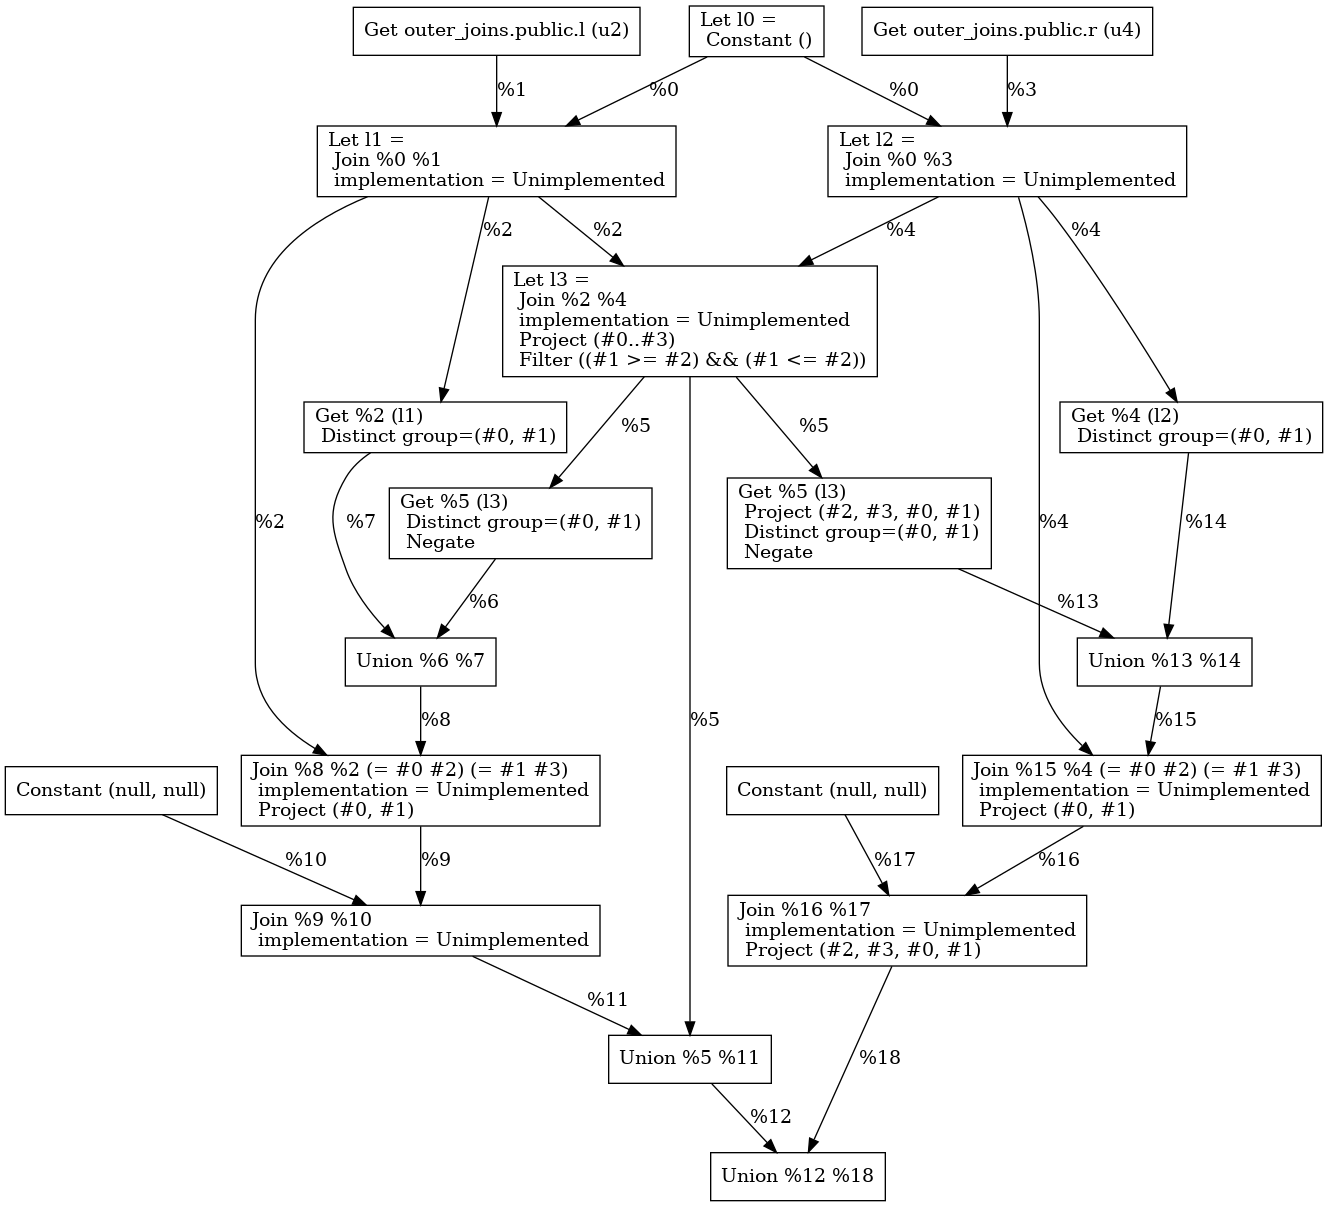 Get outer_joins.public.l (u2)
Let l0 =
Constant ()
Get outer_joins.public.r (u4)
%1
%0
%0
%3
Let l1 =
Join %0 %1
implementation = Unimplemented
Let l2 =
Join %0 %3
implementation = Unimplemented
%2
%2
%4
%4
Let l3 =
Join %2 %4
implementation = Unimplemented
Project (#0..#3)
Filter ((#1 >= #2) && (#1 <= #2))
Get %2 (l1)
Distinct group=(#0, #1)
%5
%5
Get %4 (l2)
Distinct group=(#0, #1)
%2
%7
Get %5 (l3)
Distinct group=(#0, #1)
Negate
Get %5 (l3)
Project (#2, #3, #0, #1)
Distinct group=(#0, #1)
Negate
%4
%14
%6
%13
Union %6 %7
Union %13 %14
%8
%5
%15
Constant (null, null)
Join %8 %2 (= #0 #2) (= #1 #3)
implementation = Unimplemented
Project (#0, #1)
Constant (null, null)
Join %15 %4 (= #0 #2) (= #1 #3)
implementation = Unimplemented
Project (#0, #1)
%10
%9
%17
%16
Join %9 %10
implementation = Unimplemented
Join %16 %17
implementation = Unimplemented
Project (#2, #3, #0, #1)
%11
Union %5 %11
%18
%12
Union %12 %18